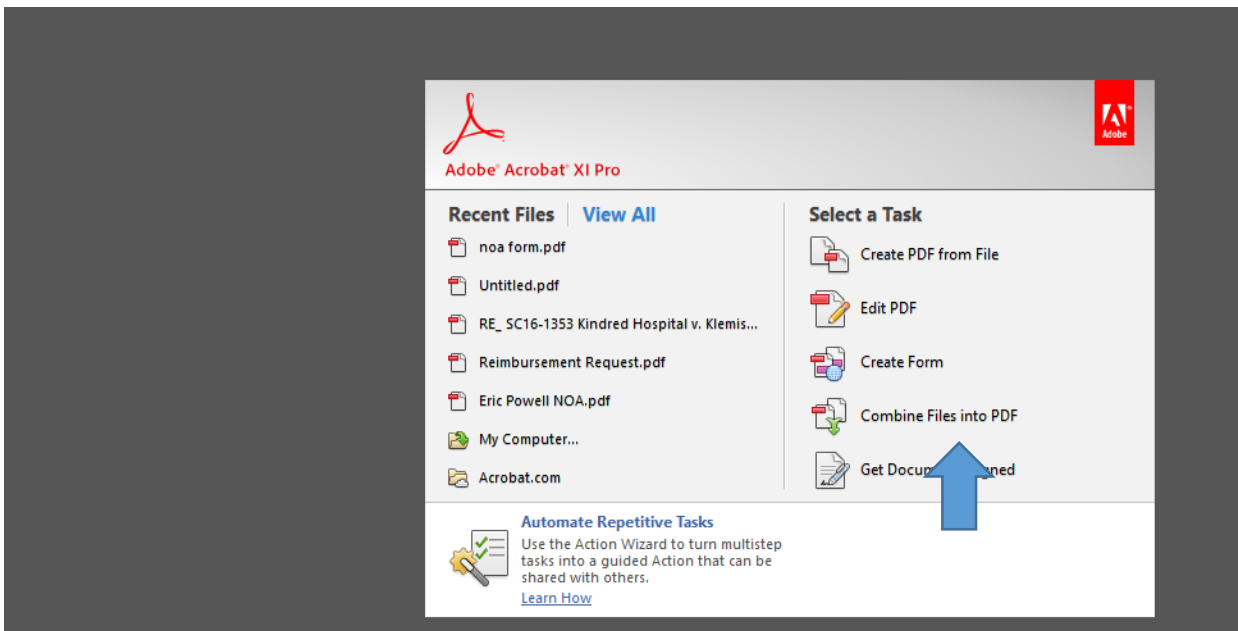 Adobe
Adobe® Acrobat® XI Pro
Recent Files
View All
noa form.pdf
Untitled.pdf
RE_ SC16-1353 Kindred Hospital v. Klemis...
Reimbursement Request.pdf
Eric Powell NOA.pdf
My Computer...
Acrobat.com
Select a Task
Create PDF from File
Edit PDF
Create Form
Combine Files into PDF
Get
Automate Repetitive Tasks
Use the Action Wizard to turn multistep
tasks into a guided Action that can be
shared with others.
Learn How